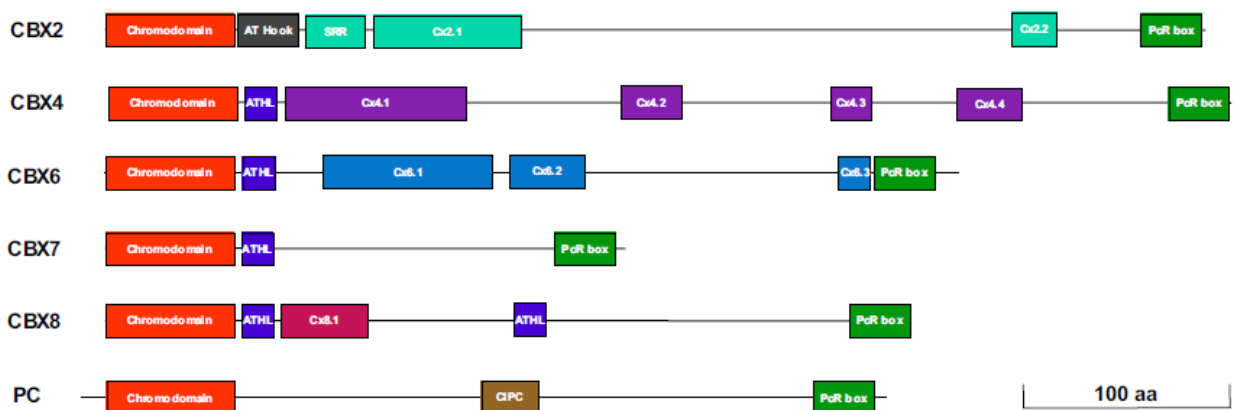 CBX2 Chromodomain AT Hook SRR Cx2.1 Cx2.2 PcR box
CBX4 Chromodomain ATHL Cx4.1 Cx4.2 Cx4.3 Cx4.4 PcR box
CBX6 Chromodomain ATHL Cx6.1 Cx6.2 Cx6.3 PcR box
CBX7 Chromodomain ATHL PcR box
CBX8 Chromodomain ATHL Cx8.1 ATHL PcR box
PC Chromodomain CIPC PcR box 100 aa